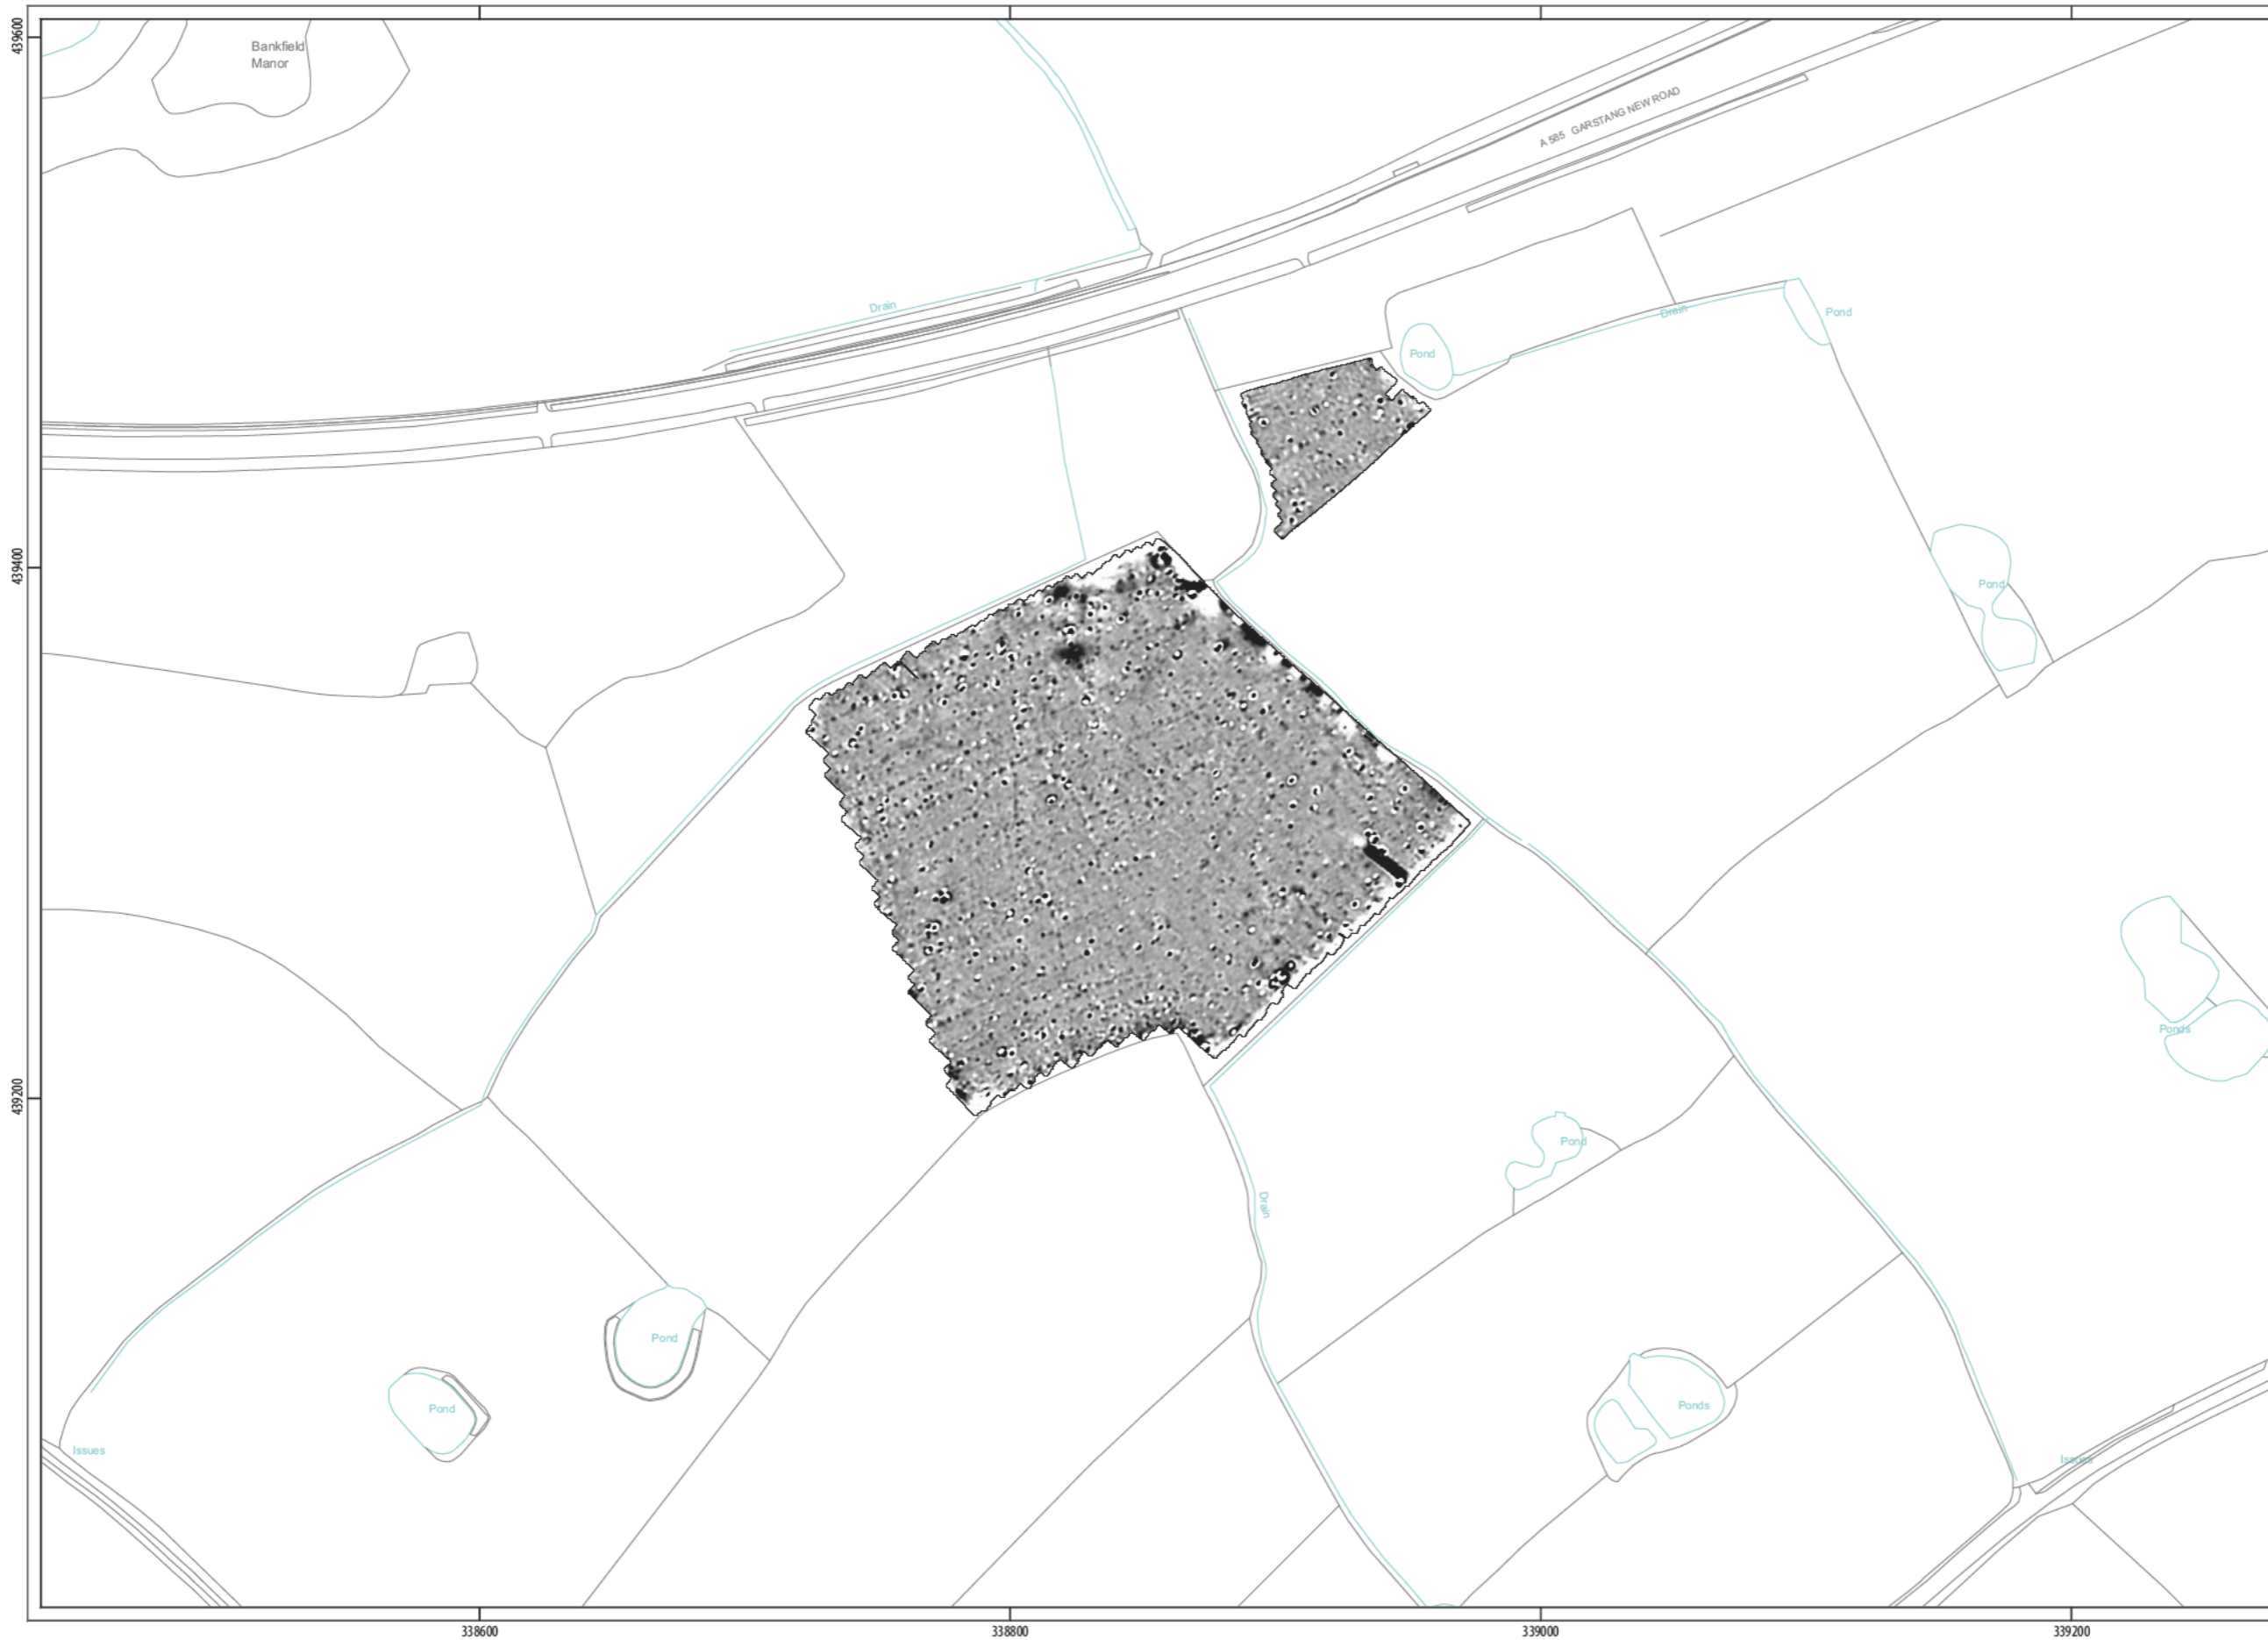 439600
Bankfield
Manor
A 585 GARSTANG NEW ROAD
Drain
Drain
Pond
Pond
439400
Pond
Ponds
439200
Pond
Drain
Pond
Pond
Ponds
Issues
Issues
338600
338800
339000
339200